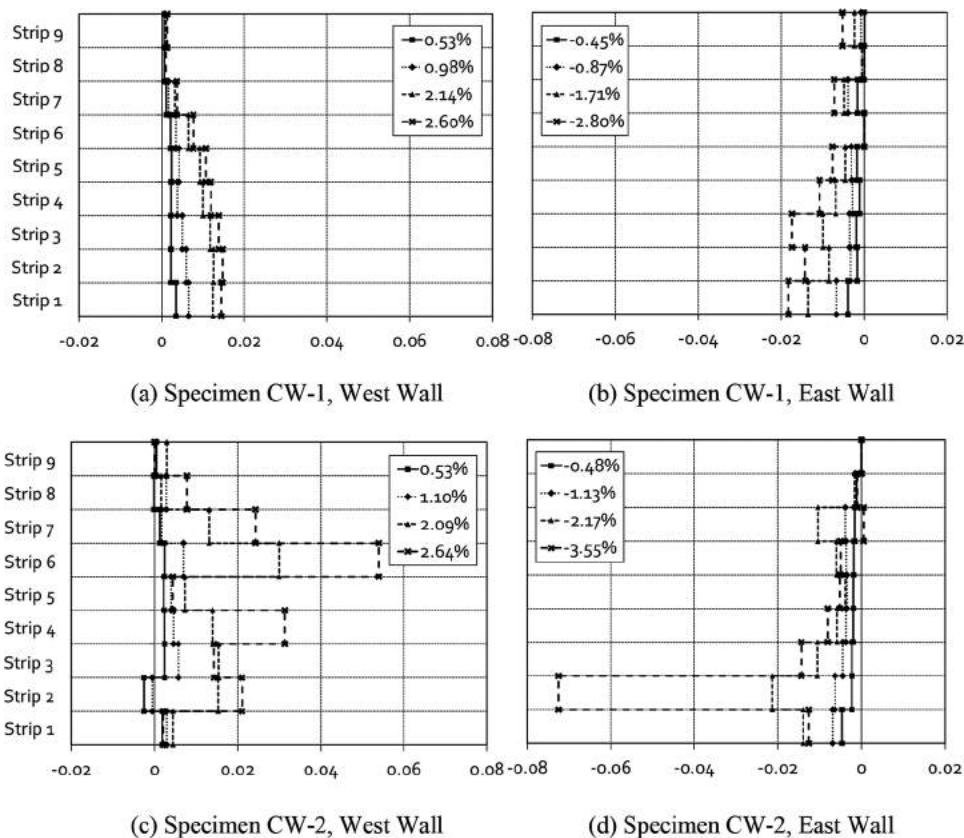 Strip 9
Strip 8
Strip 7
Strip 6
Strip 5
Strip 4
Strip 3
Strip 2
Strip 1
0.53%
0.98%
2.14%
2.60%
-0.02 0 0.02 0.04 0.06 0.08
(a) Specimen CW-1, West Wall
-0.45%
-0.87%
-1.71%
-2.80%
-0.08 -0.06 -0.04 -0.02 0 0.02
(b) Specimen CW-1, East Wall
Strip 9
Strip 8
Strip 7
Strip 6
Strip 5
Strip 4
Strip 3
Strip 2
Strip 1
0.53%
1.10%
2.09%
2.64%
-0.02 0 0.02 0.04 0.06 0.08
(c) Specimen CW-2, West Wall
-0.48%
-1.13%
-2.17%
-3.55%
-0.08 -0.06 -0.04 -0.02 0 0.02
(d) Specimen CW-2, East Wall